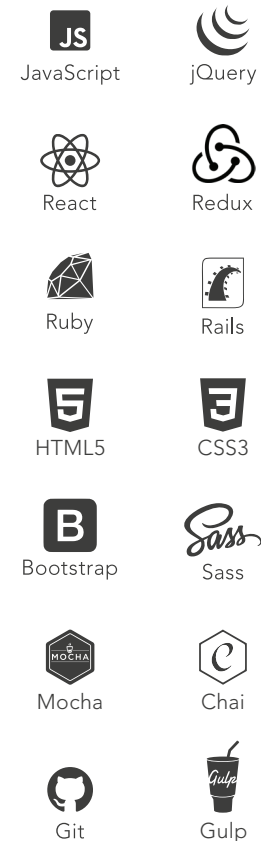 JS
JavaScript
jQuery
React
Redux
Ruby
Rails
5
HTML5
3
CSS3
B
Bootstrap
Sass
Sass
MOCHA
Mocha
C
Chai
Git
Gulp
Gulp